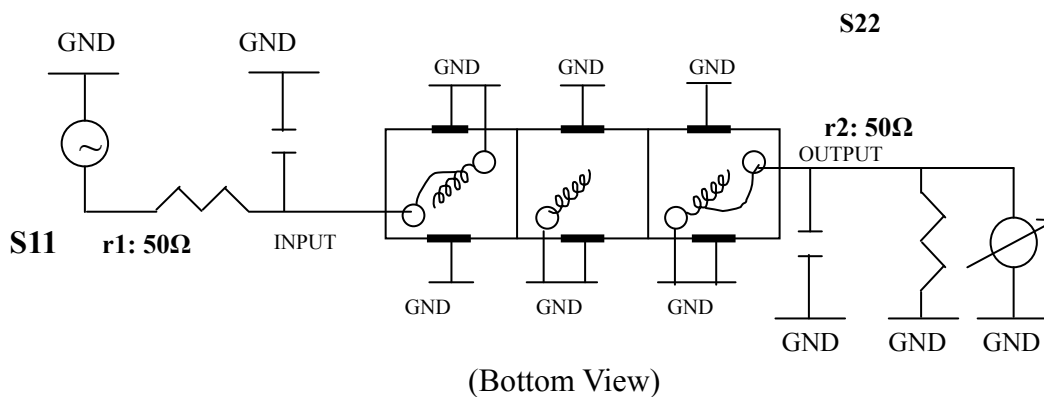 S22
GND
GND
GND
GND
GND
r2: 50Ω
OUTPUT
S11
r1: 50Ω
INPUT
GND
GND
GND
GND
GND
GND
(Bottom View)